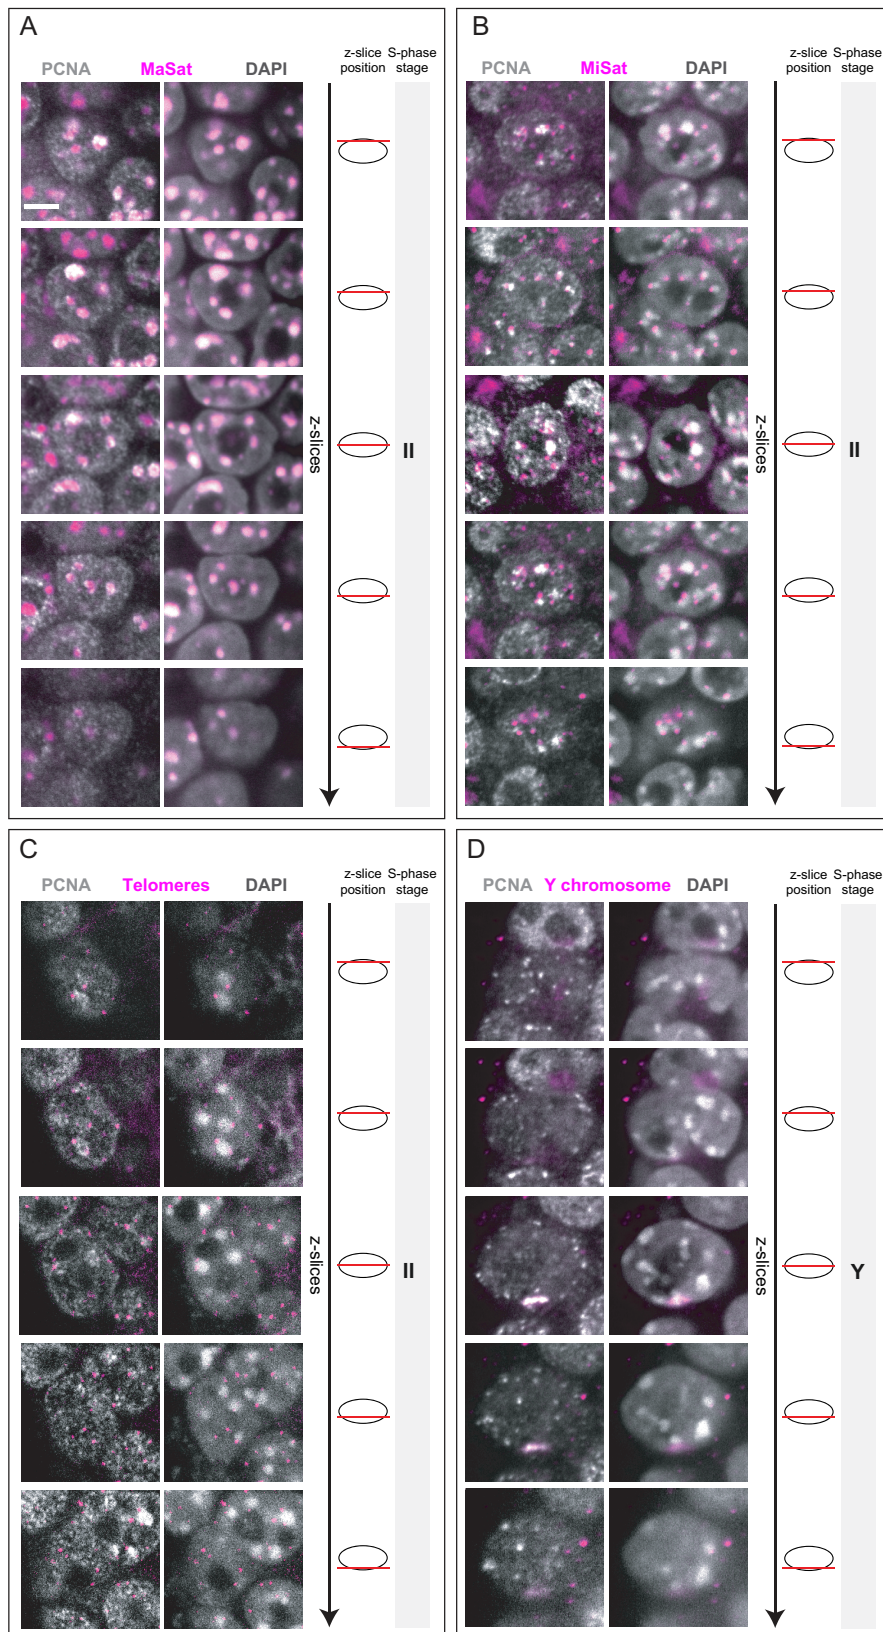 A
PCNA MaSat DAPI
z-slice position
S-phase stage
z-slices
II
B
PCNA MiSat DAPI
z-slice position
S-phase stage
z-slices
II
C
PCNA Telomeres DAPI
z-slice position
S-phase stage
z-slices
II
D
PCNA Y chromosome DAPI
z-slice position
S-phase stage
z-slices
Y